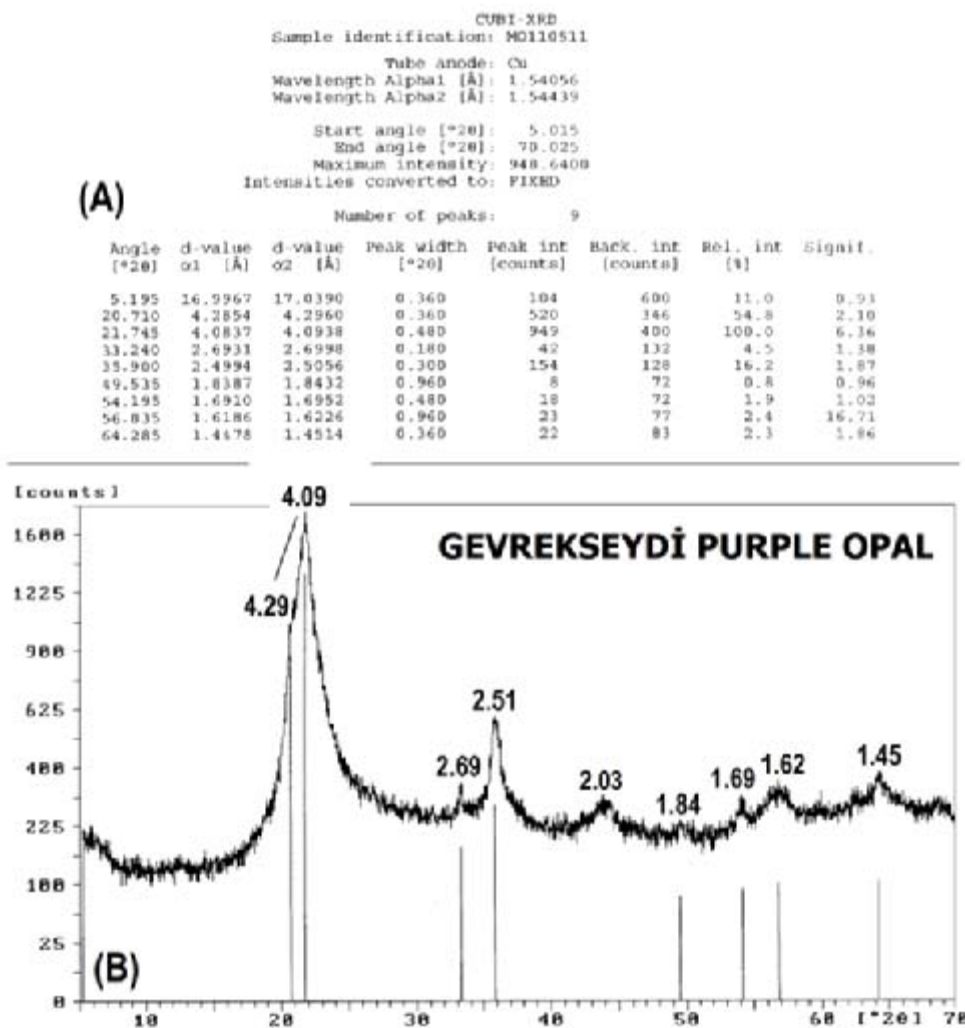 CUBI-XRD
Sample identification: MO110511
Tube anode: Cu
Wavelength Alpha1 [Å]: 1.54056
Wavelength Alpha2 [Å]: 1.54439
Start angle [°2θ]: 5.015
End angle [°2θ]: 70.025
Maximum intensity: 948.6400
Intensities converted to: FIXED
(A)
Number of peaks: 9
Angle d-value d-value Peak width Peak int Back. int Rel. int Signif.
[°2θ] α1 [Å] α2 [Å] [°2θ] [counts] [counts] [%]
5.195 16.9967 17.0390 0.360 104 600 11.0 0.93
20.710 4.2854 4.2960 0.360 520 346 54.8 2.10
21.745 4.0837 4.0938 0.480 949 400 100.0 6.36
33.240 2.6931 2.6998 0.180 42 132 4.5 1.38
35.900 2.4994 2.5056 0.300 154 128 16.2 1.87
49.535 1.8387 1.8432 0.960 8 72 0.8 0.96
54.195 1.6910 1.6952 0.480 18 72 1.9 1.02
56.835 1.6186 1.6226 0.960 23 77 2.4 16.71
64.285 1.4478 1.4514 0.360 22 83 2.3 1.86
[counts]
4.09
1600
GEVREKSEYDİ PURPLE OPAL
1225
4.29
900
2.51
625
2.69 2.03 1.84 1.69 1.62 1.45
400
225
100
25
(B)
0
10 20 30 40 50 60 [°2θ] 70